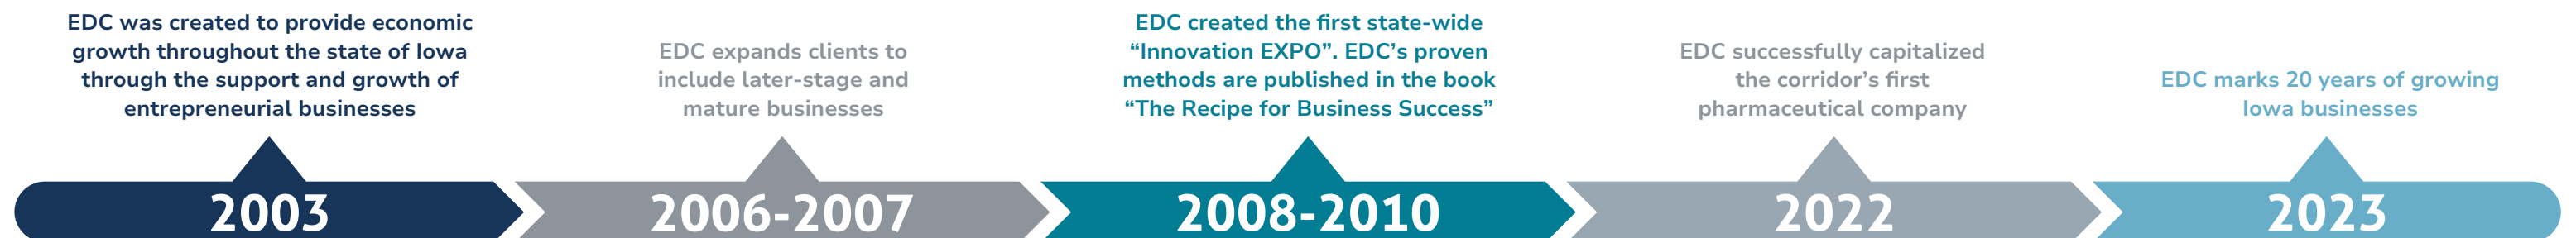 EDC was created to provide economic
growth throughout the state of Iowa
through the support and growth of
entrepreneurial businesses
2003
EDC expands clients to
include later-stage and
mature businesses
2006-2007
EDC created the first state-wide
“Innovation EXPO”. EDC’s proven
methods are published in the book
“The Recipe for Business Success”
2008-2010
EDC successfully capitalized
the corridor’s first
pharmaceutical company
2022
EDC marks 20 years of growing
Iowa businesses
2023